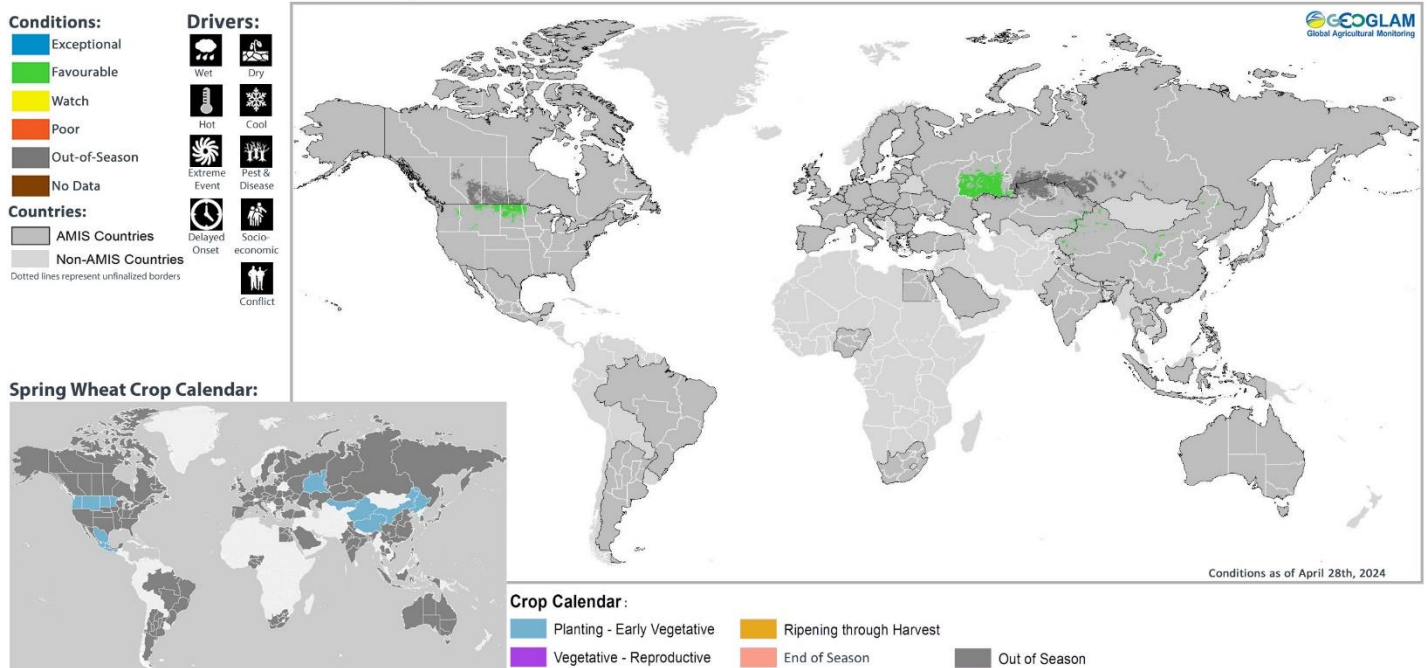 Conditions:
Exceptional
Favourable
Watch
Poor
Out-of-Season
No Data
Countries:
AMIS Countries
Non-AMIS Countries
Dotted lines represent unfinalized borders
Drivers:
Wet
Dry
Hot
Cool
Extreme
Event
Pest &
Disease
Delayed
Onset
Socio-
economic
Conflict
GEOGLAM
Global Agricultural Monitoring
Conditions as of April 28th, 2024
Spring Wheat Crop Calendar:
Crop Calendar :
Planting - Early Vegetative
Ripening through Harvest
Vegetative - Reproductive
End of Season
Out of Season